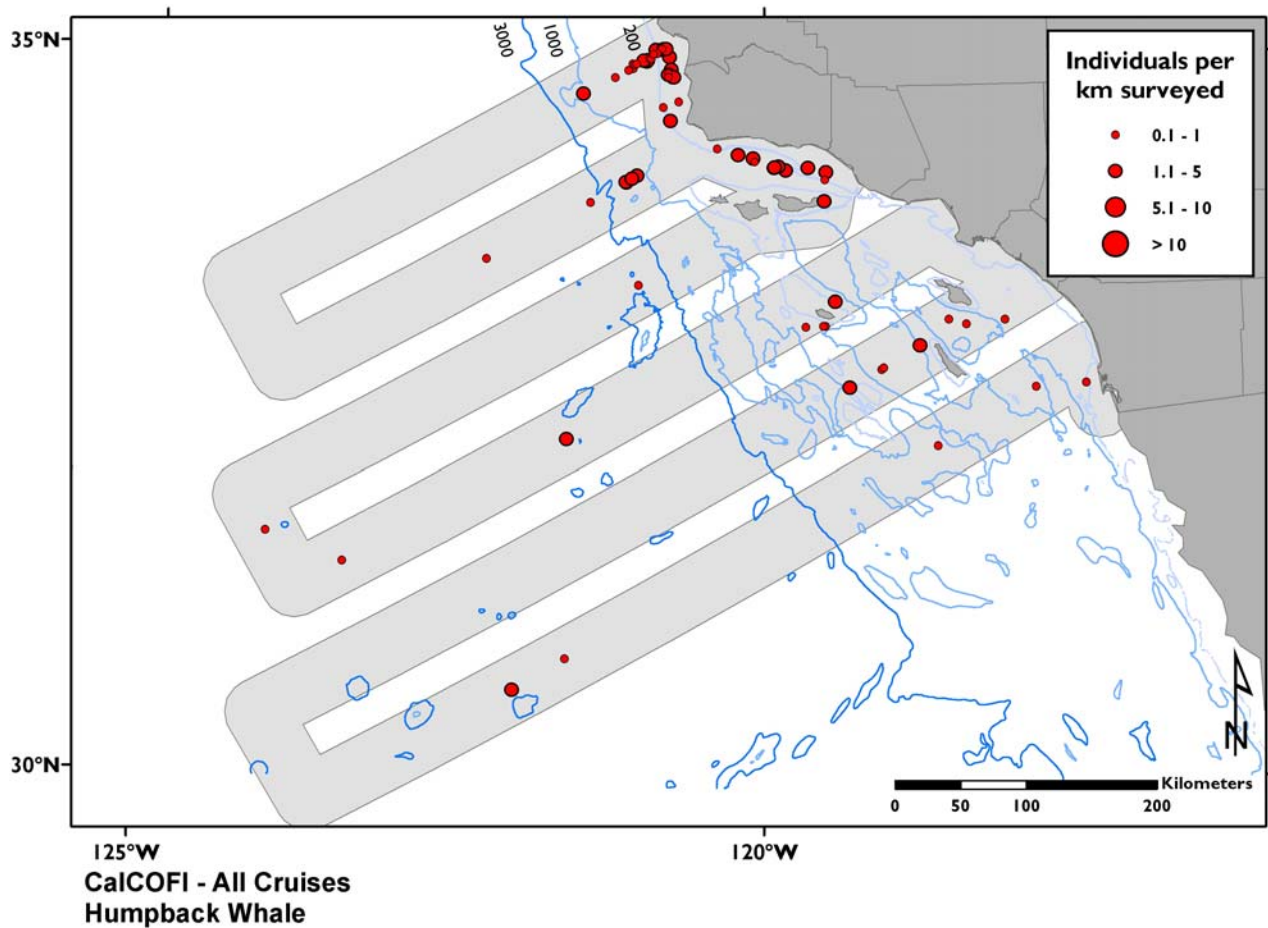 35°N
3000
1000
200
Individuals per
km surveyed
0.1 - 1
1.1 - 5
5.1 - 10
> 10
30°N
N
Kilometers
0 50 100 200
125°W
120°W
CalCOFI - All Cruises
Humpback Whale